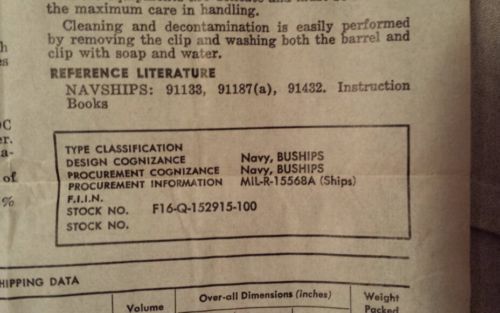 the maximum care in handling.
Cleaning and decontamination is easily performed
by removing the clip and washing both the barrel and
clip with soap and water.
REFERENCE LITERATURE
NAVSHIPS: 91133, 91187(a), 91432. Instruction
Books
TYPE CLASSIFICATION
DESIGN COGNIZANCE Navy, BUSHIPS
PROCUREMENT COGNIZANCE Navy, BUSHIPS
PROCUREMENT INFORMATION MIL-R-15568A (Ships)
F.I.I.N.
STOCK NO. F16-Q-152915-100
STOCK NO.
of
%
HIPPING DATA
Volume Over-all Dimensions (inches) Weight
Packed